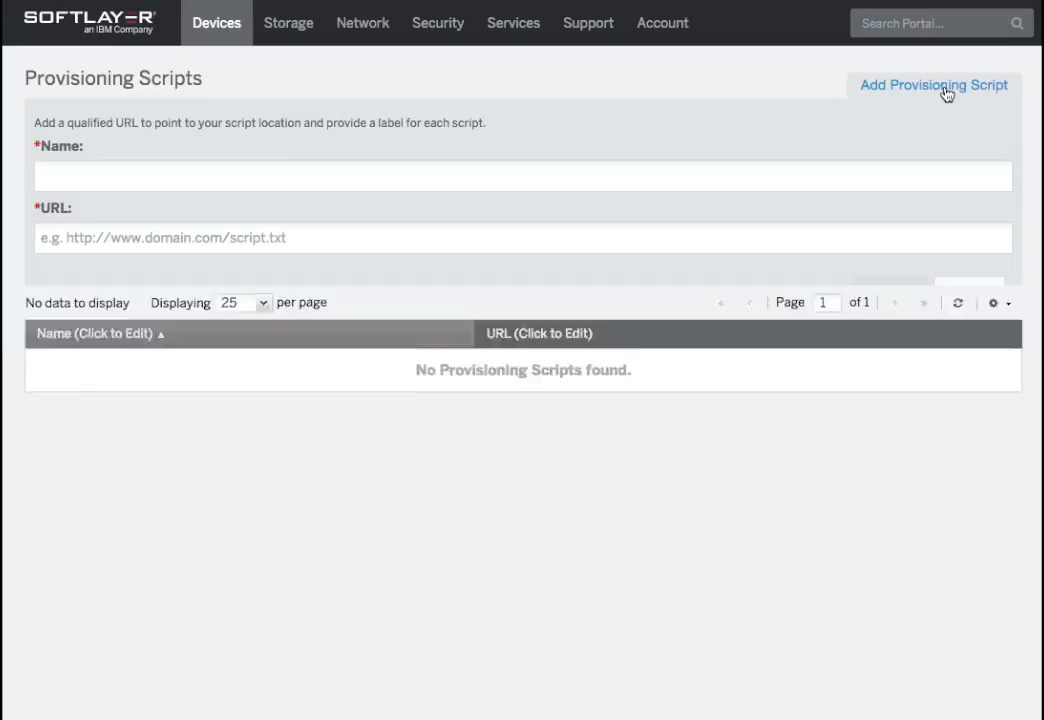 SOFTLAYER
an IBM Company
Devices Storage Network Security Services Support Account
Search Portal...
Provisioning Scripts
Add Provisioning Script
Add a qualified URL to point to your script location and provide a label for each script.
*Name:
*URL:
e.g. http://www.domain.com/script.txt
No data to display Displaying 25 per page Page 1 of 1
Name (Click to Edit) ▲ URL (Click to Edit)
No Provisioning Scripts found.